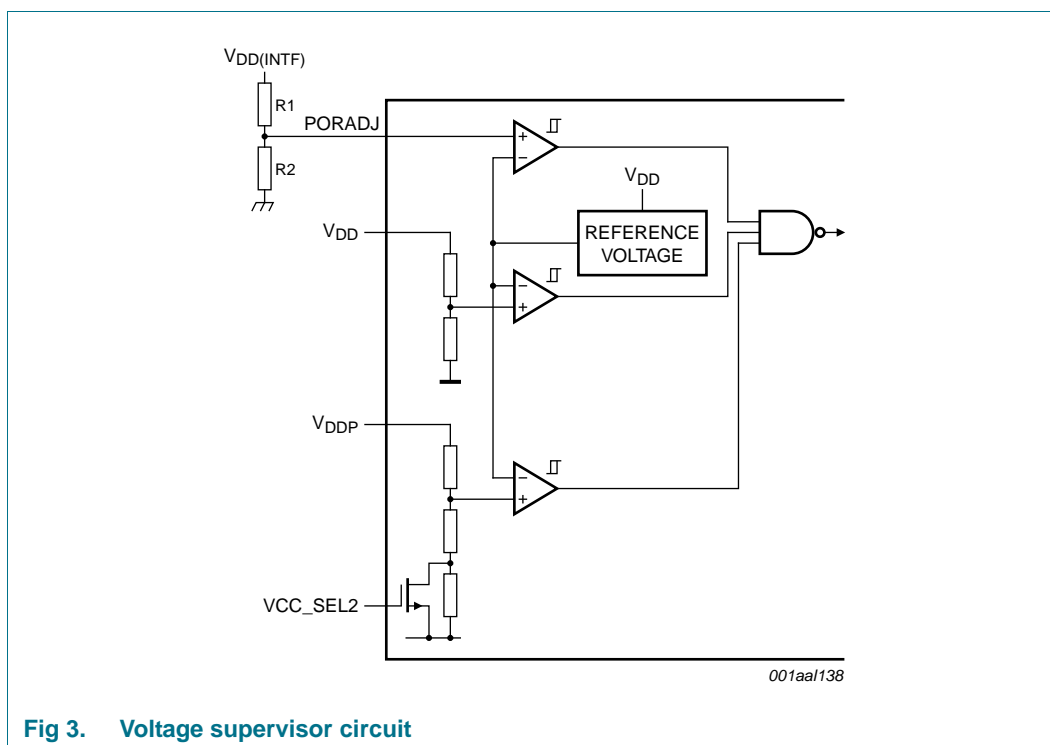 VDD(INTF)
R1
PORADJ
R2
VDD
REFERENCE
VOLTAGE
VDD
VDDP
VCC_SEL2
001aal138
Fig 3. Voltage supervisor circuit